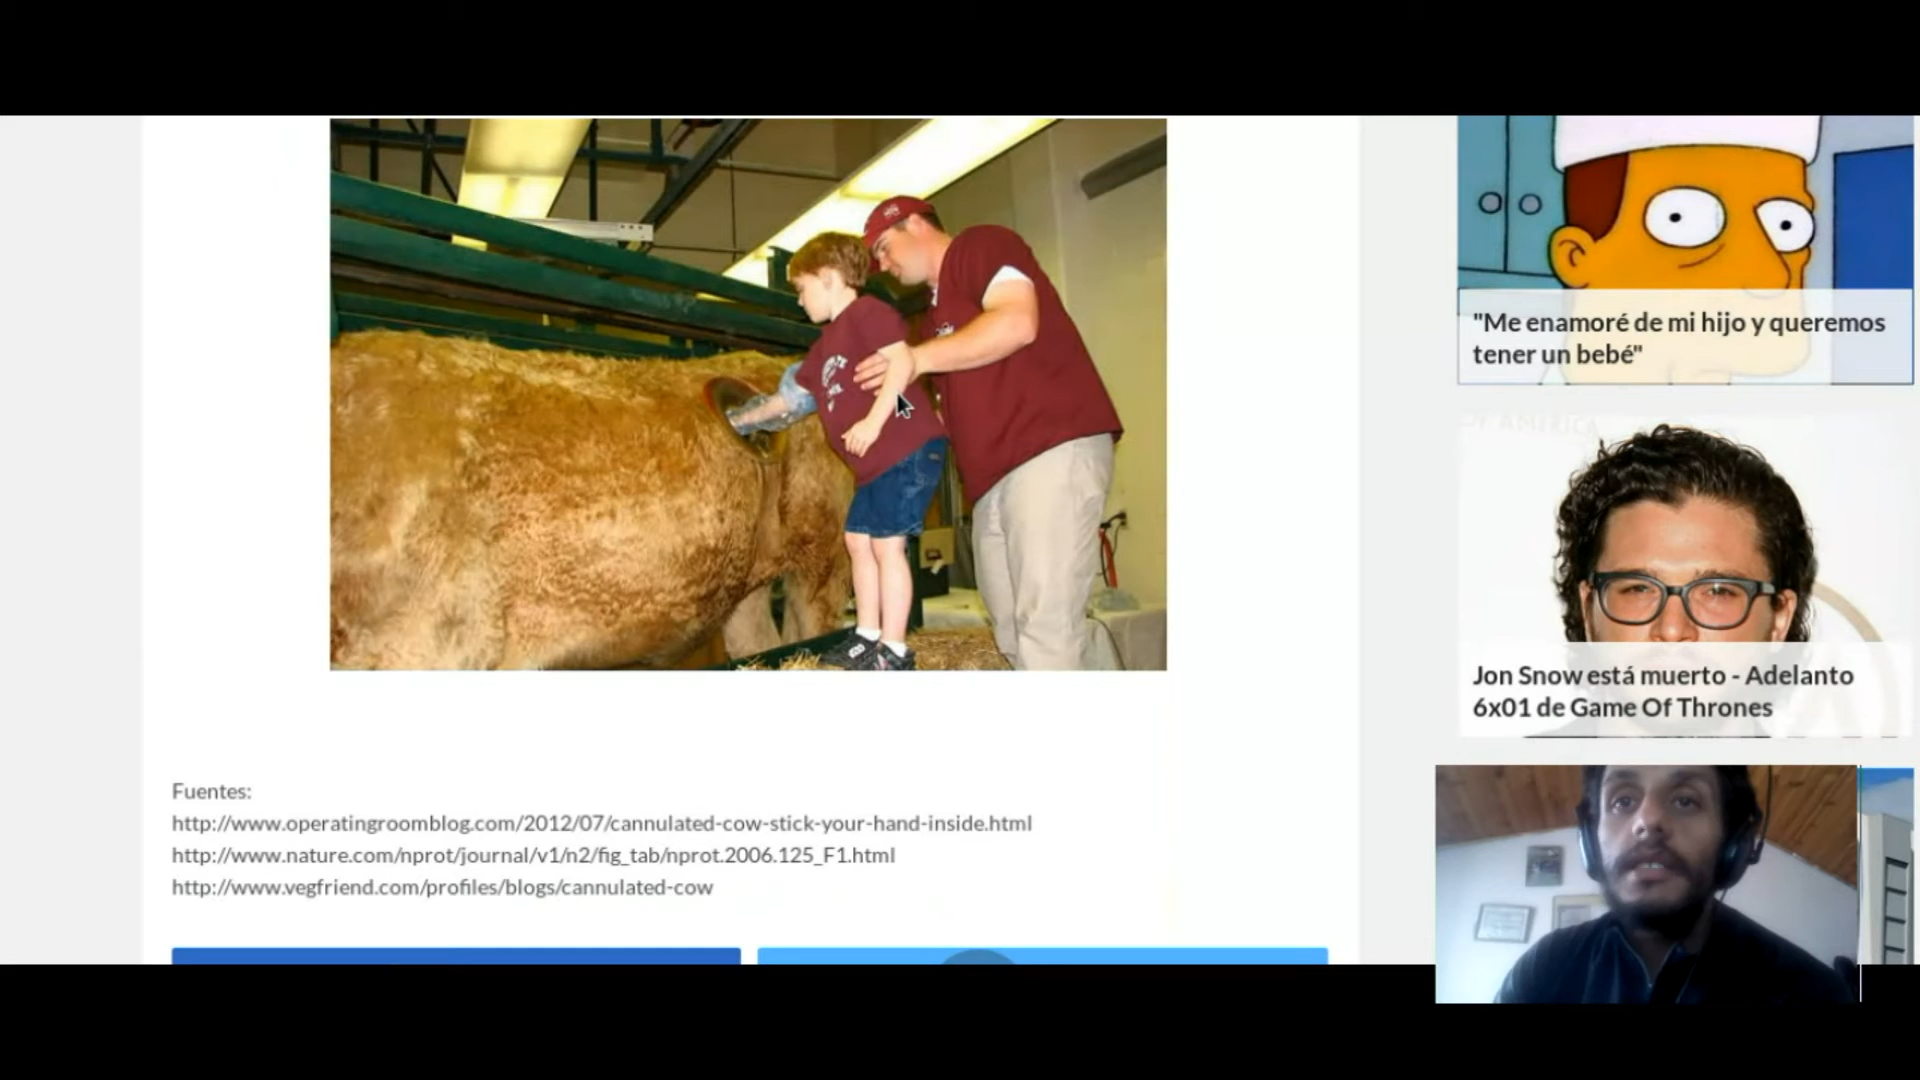 "Me enamoré de mi hijo y queremos
tener un bebé"
Jon Snow está muerto - Adelanto
6x01 de Game Of Thrones
Fuentes:
http://www.operatingroomblog.com/2012/07/cannulated-cow-stick-your-hand-inside.html
http://www.nature.com/nprot/journal/v1/n2/fig_tab/nprot.2006.125_F1.html
http://www.vegfriend.com/profiles/blogs/cannulated-cow